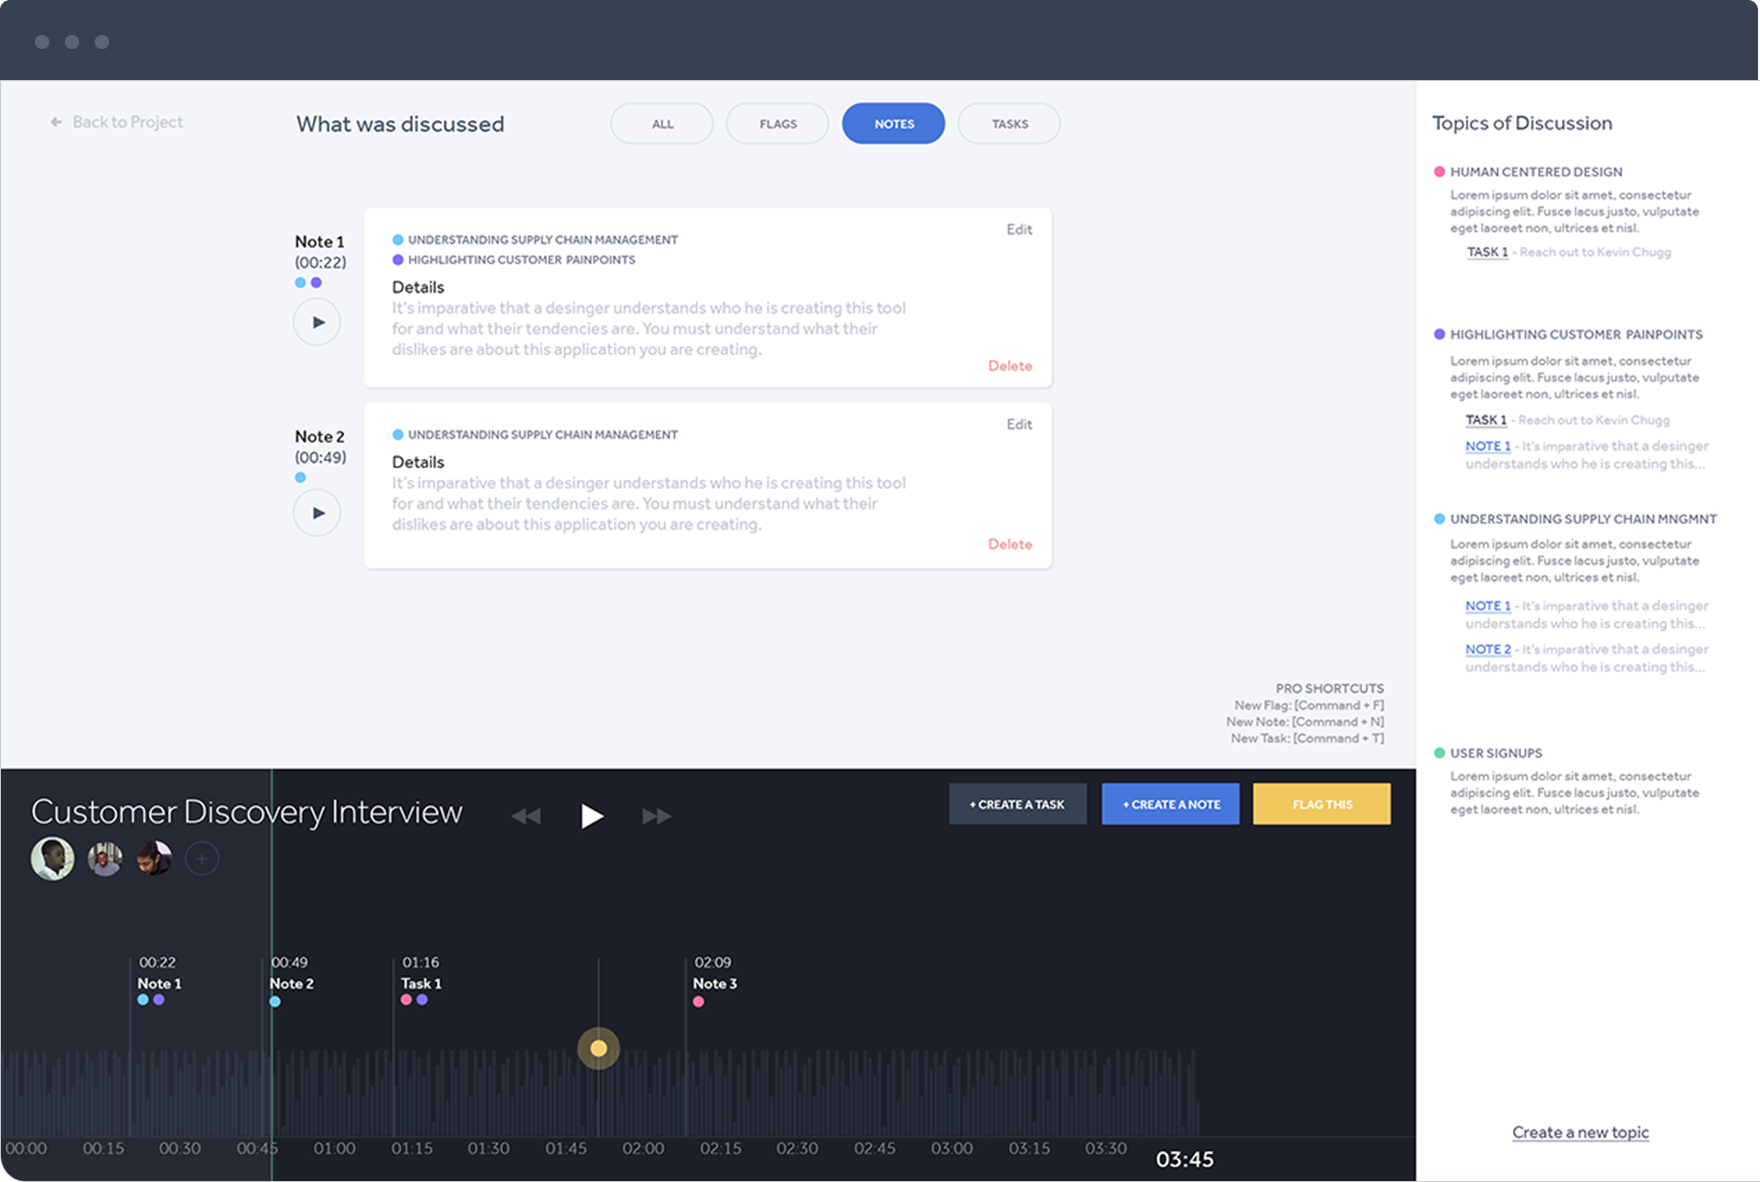 Back to Project
What was discussed
ALL
FLAGS
NOTES
TASKS
Note 1
(00:22)
Edit
UNDERSTANDING SUPPLY CHAIN MANAGEMENT
HIGHLIGHTING CUSTOMER PAINPOINTS
Details
It's imparative that a desinger understands who he is creating this tool
for and what their tendencies are. You must understand what their
dislikes are about this application you are creating.
Delete
Note 2
(00:49)
Edit
UNDERSTANDING SUPPLY CHAIN MANAGEMENT
Details
It's imparative that a desinger understands who he is creating this tool
for and what their tendencies are. You must understand what their
dislikes are about this application you are creating.
Delete
PRO SHORTCUTS
New Flag: [Command + F]
New Note: [Command + N]
New Task: [Command + T]
Topics of Discussion
HUMAN CENTERED DESIGN
Lorem ipsum dolor sit amet, consectetur
adipiscing elit. Fusce lacus justo, vulputate
eget laoreet non, ultrices et nisl.
TASK 1 - Reach out to Kevin Chugg
HIGHLIGHTING CUSTOMER PAINPOINTS
Lorem ipsum dolor sit amet, consectetur
adipiscing elit. Fusce lacus justo, vulputate
eget laoreet non, ultrices et nisl.
TASK 1 - Reach out to Kevin Chugg
NOTE 1 - It's imparative that a desinger
understands who he is creating this...
UNDERSTANDING SUPPLY CHAIN MNGMNT
Lorem ipsum dolor sit amet, consectetur
adipiscing elit. Fusce lacus justo, vulputate
eget laoreet non, ultrices et nisl.
NOTE 1 - It's imparative that a desinger
understands who he is creating this...
NOTE 2 - It's imparative that a desinger
understands who he is creating this...
USER SIGNUPS
Lorem ipsum dolor sit amet, consectetur
adipiscing elit. Fusce lacus justo, vulputate
eget laoreet non, ultrices et nisl.
Create a new topic
Customer Discovery Interview
+ CREATE A TASK
+ CREATE A NOTE
FLAG THIS
00:22
Note 1
00:49
Note 2
01:16
Task 1
02:09
Note 3
00:00 00:15 00:30 00:45 01:00 01:15 01:30 01:45 02:00 02:15 02:30 02:45 03:00 03:15 03:30 03:45